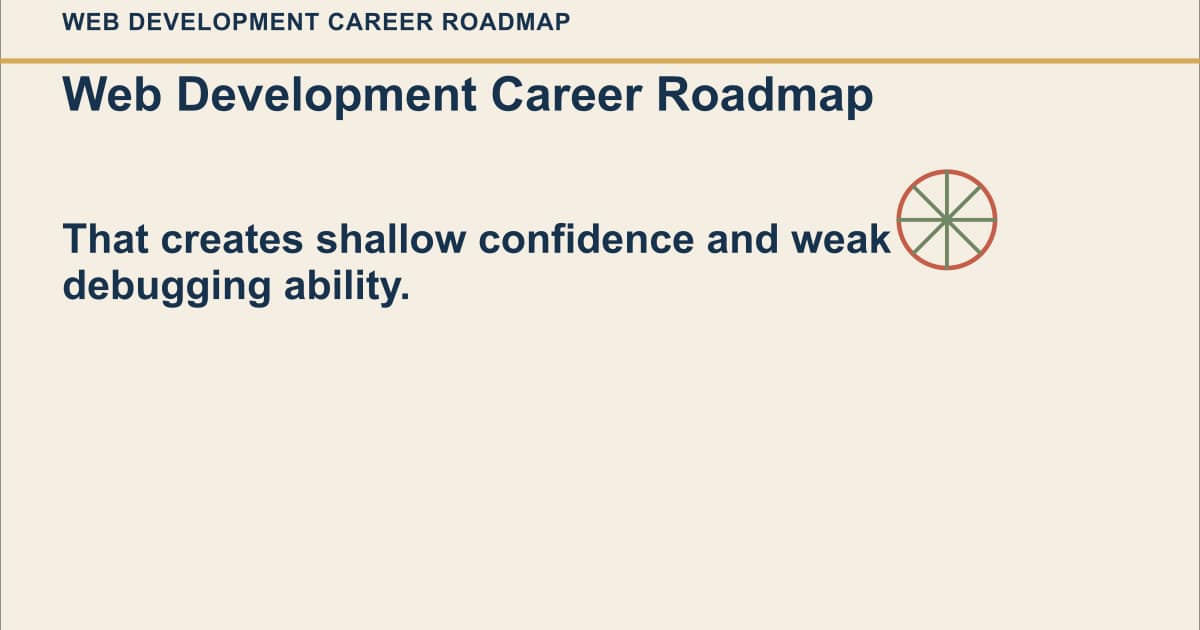 WEB DEVELOPMENT CAREER ROADMAP
Web Development Career Roadmap
That creates shallow confidence and weak
debugging ability.